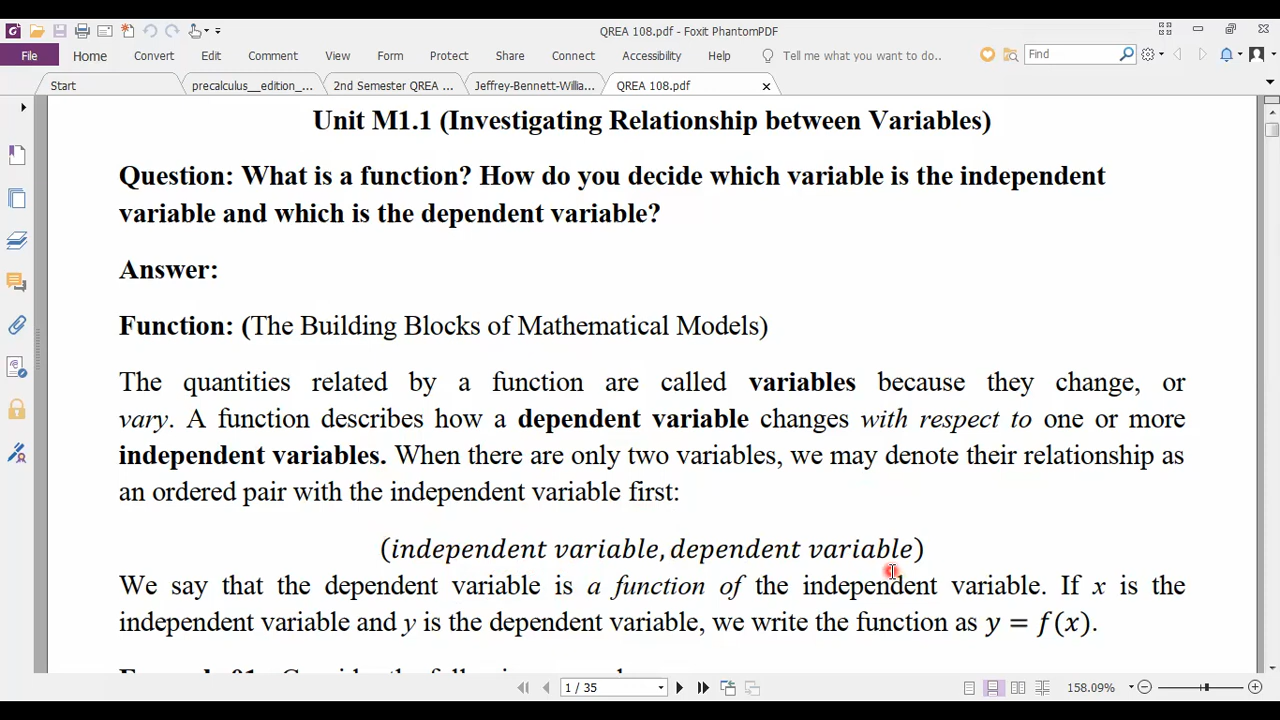 QREA 108.pdf - Foxit PhantomPDF
File Home Convert Edit Comment View Form Protect Share Connect Accessibility Help Tell me what you want to do.. Find
Start precalculus__edition_... 2nd Semester QREA ... Jeffrey-Bennett-Willia... QREA 108.pdf
Unit M1.1 (Investigating Relationship between Variables)
Question: What is a function? How do you decide which variable is the independent
variable and which is the dependent variable?
Answer:
Function: (The Building Blocks of Mathematical Models)
The quantities related by a function are called variables because they change, or
vary. A function describes how a dependent variable changes with respect to one or more
independent variables. When there are only two variables, we may denote their relationship as
an ordered pair with the independent variable first:
(independent variable, dependent variable)
We say that the dependent variable is a function of the independent variable. If x is the
independent variable and y is the dependent variable, we write the function as y = f(x).
1 / 35 158.09%